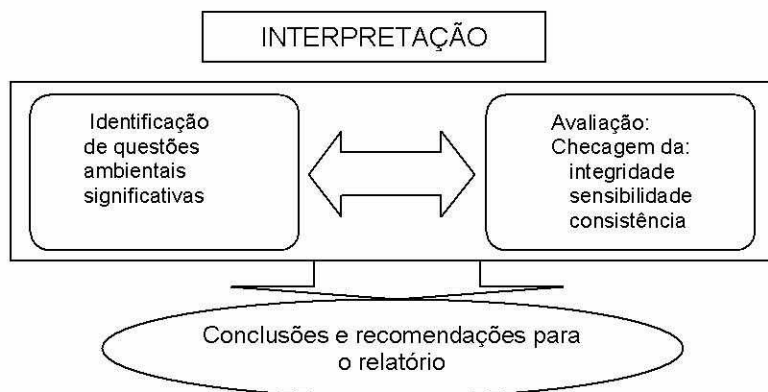 INTERPRETAÇÃO
Identificação
de questões
ambientais
significativas
Avaliação:
Checagem da:
integridade
sensibilidade
consistência
Conclusões e recomendações para
o relatório